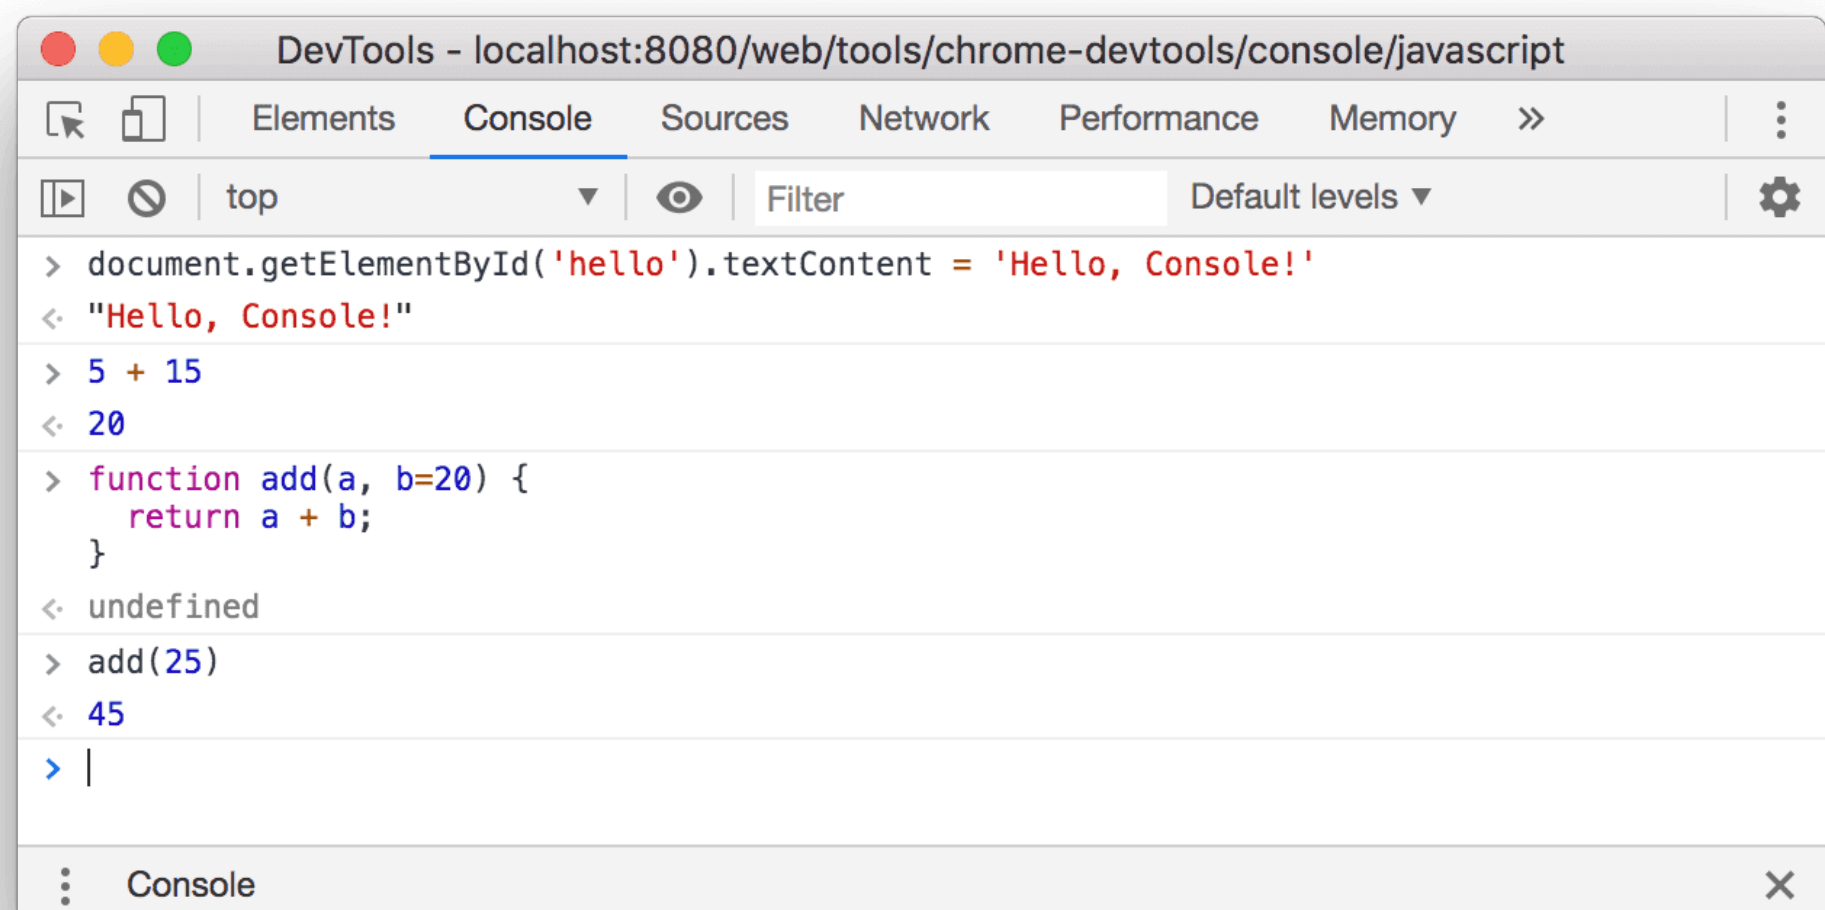 DevTools - localhost:8080/web/tools/chrome-devtools/console/javascript
Elements Console Sources Network Performance Memory »
top ▼ Filter Default levels ▼
> document.getElementById('hello').textContent = 'Hello, Console!'
"Hello, Console!"
> 5 + 15
20
> function add(a, b=20) {
  return a + b;
}
undefined
> add(25)
45
>
Console